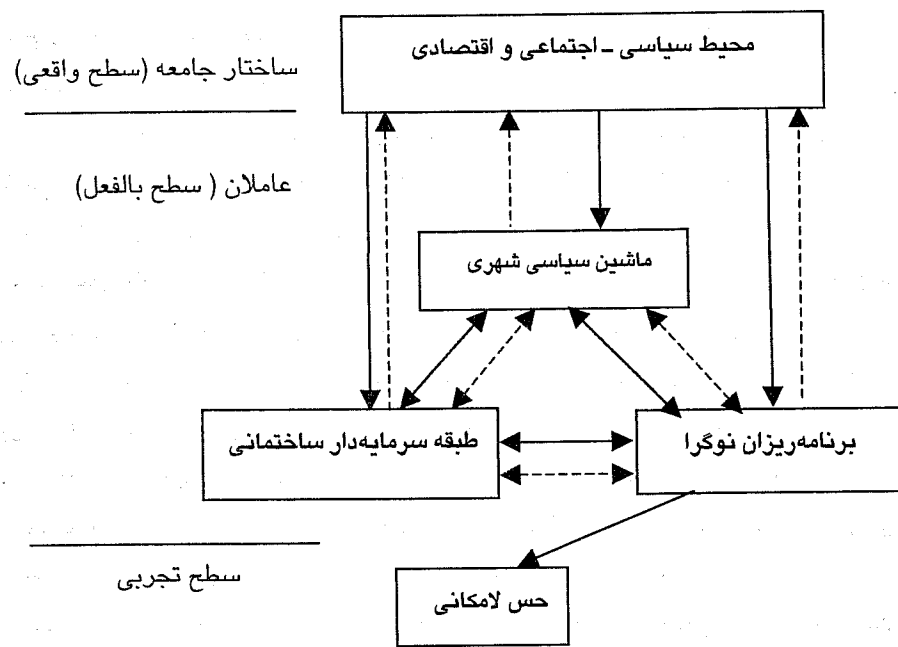 محیط سیاسی ـ اجتماعی و اقتصادی
ساختار جامعه (سطح واقعی)
عاملان ( سطح بالفعل)
ماشین سیاسی شهری
برنامه‌ریزان نوگرا
طبقه سرمایه‌دار ساختمانی
سطح تجربی
حس لامکانی